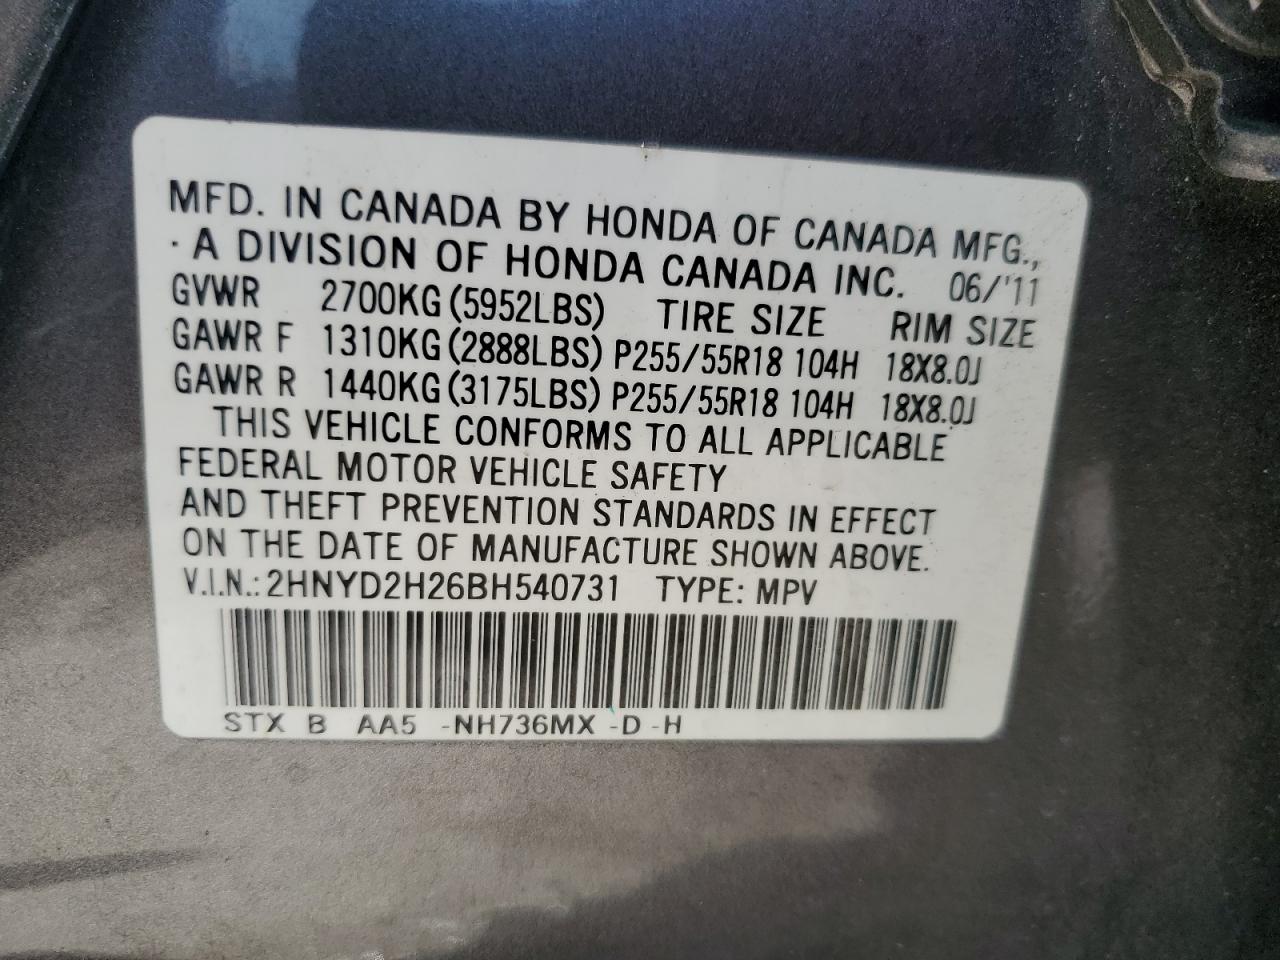 MFD. IN CANADA BY HONDA OF CANADA MFG.,
· A DIVISION OF HONDA CANADA INC. 06/'11
GVWR 2700KG (5952LBS) TIRE SIZE RIM SIZE
GAWR F 1310KG (2888LBS) P255/55R18 104H 18X8.0J
GAWR R 1440KG (3175LBS) P255/55R18 104H 18X8.0J
THIS VEHICLE CONFORMS TO ALL APPLICABLE
FEDERAL MOTOR VEHICLE SAFETY
AND THEFT PREVENTION STANDARDS IN EFFECT
ON THE DATE OF MANUFACTURE SHOWN ABOVE.
V.I.N.: 2HNYD2H26BH540731 TYPE: MPV
STX B AA5 -NH736MX -D -H